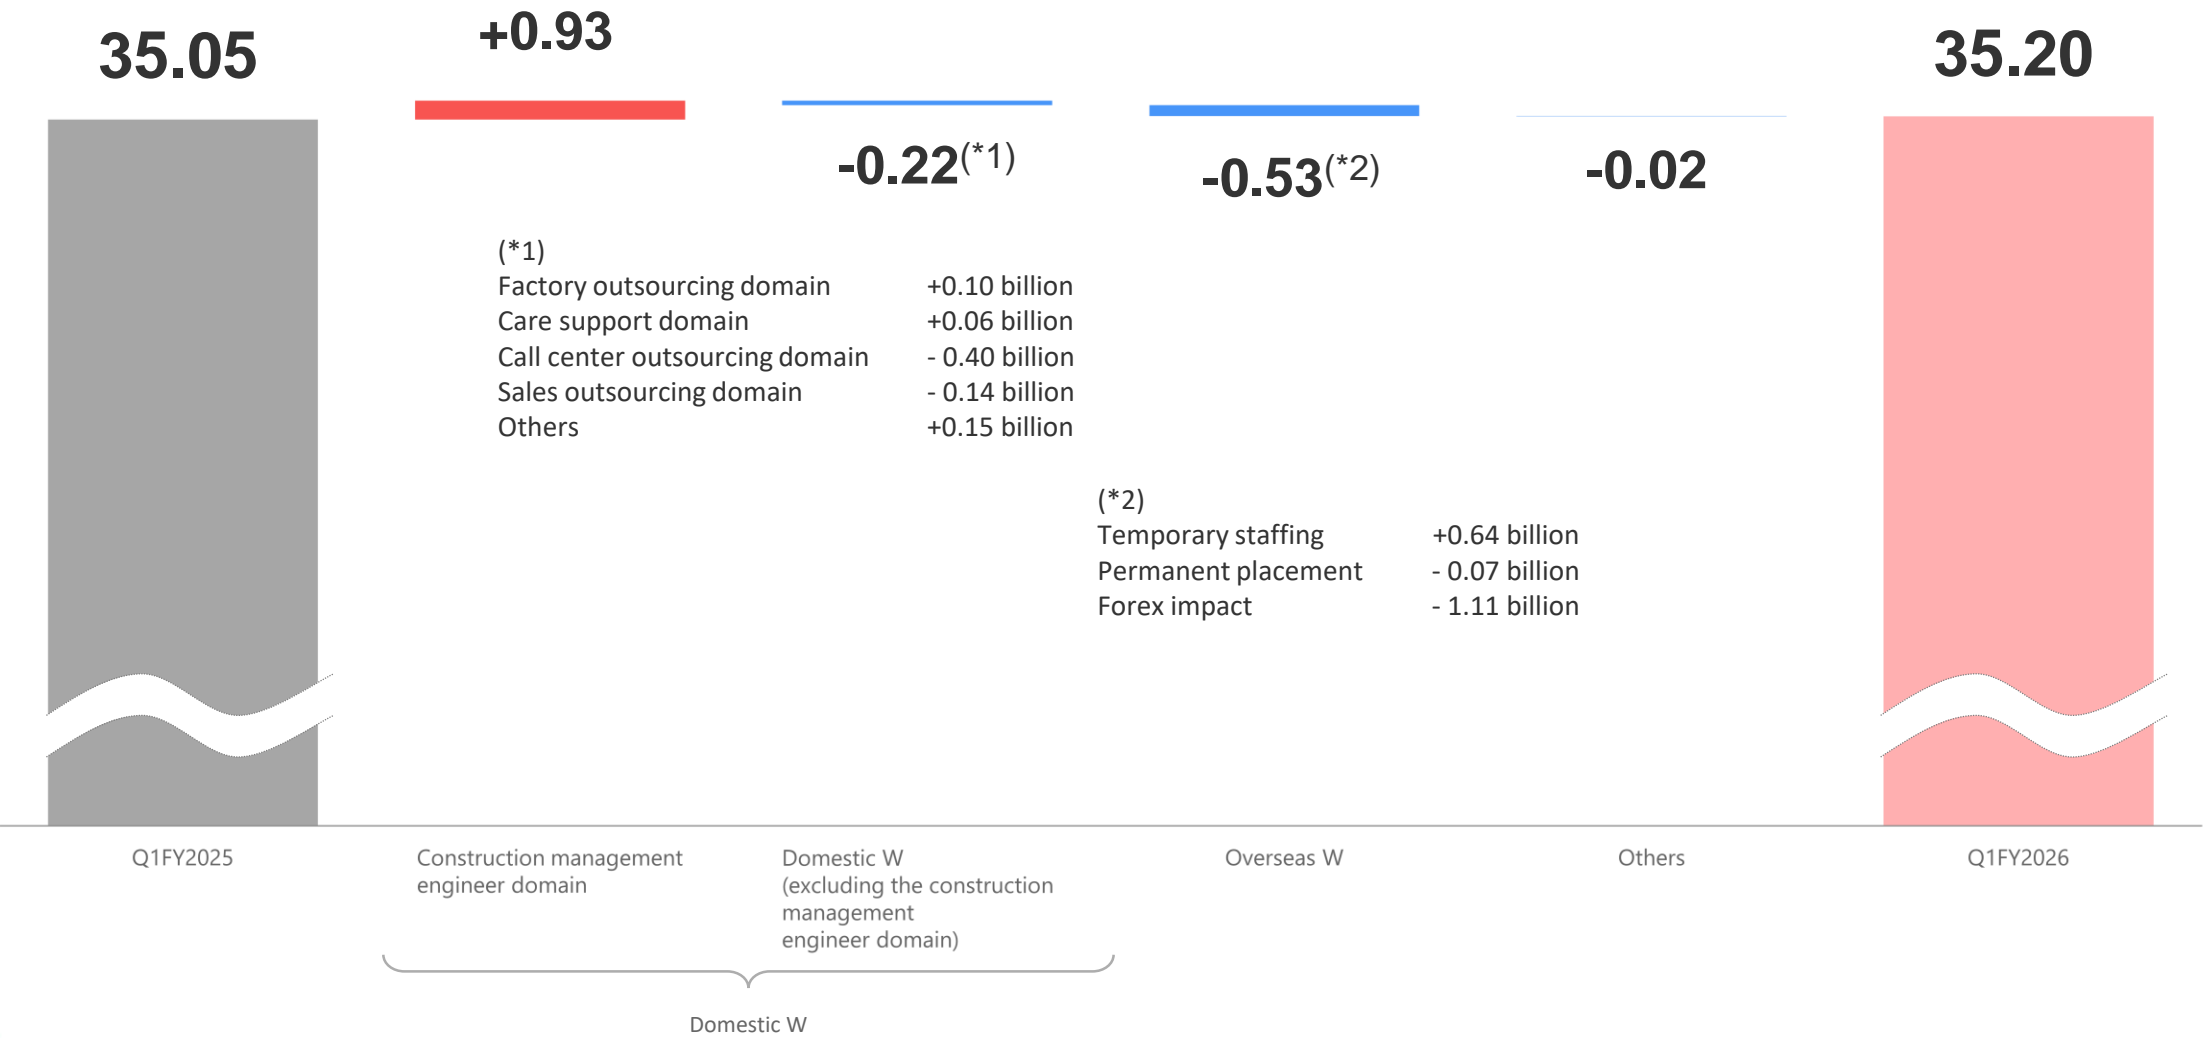 35.05
+0.93
-0.22(*1)
-0.53(*2)
-0.02
35.20
(*1)
Factory outsourcing domain +0.10 billion
Care support domain +0.06 billion
Call center outsourcing domain - 0.40 billion
Sales outsourcing domain - 0.14 billion
Others +0.15 billion
(*2)
Temporary staffing +0.64 billion
Permanent placement - 0.07 billion
Forex impact - 1.11 billion
Q1FY2025
Construction management
engineer domain
Domestic W
(excluding the construction
management
engineer domain)
Overseas W
Others
Q1FY2026
Domestic W